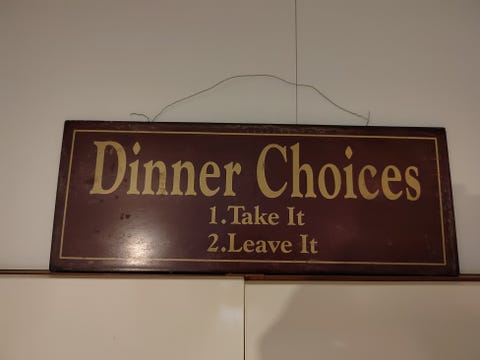 Dinner Choices
1.Take It
2.Leave It